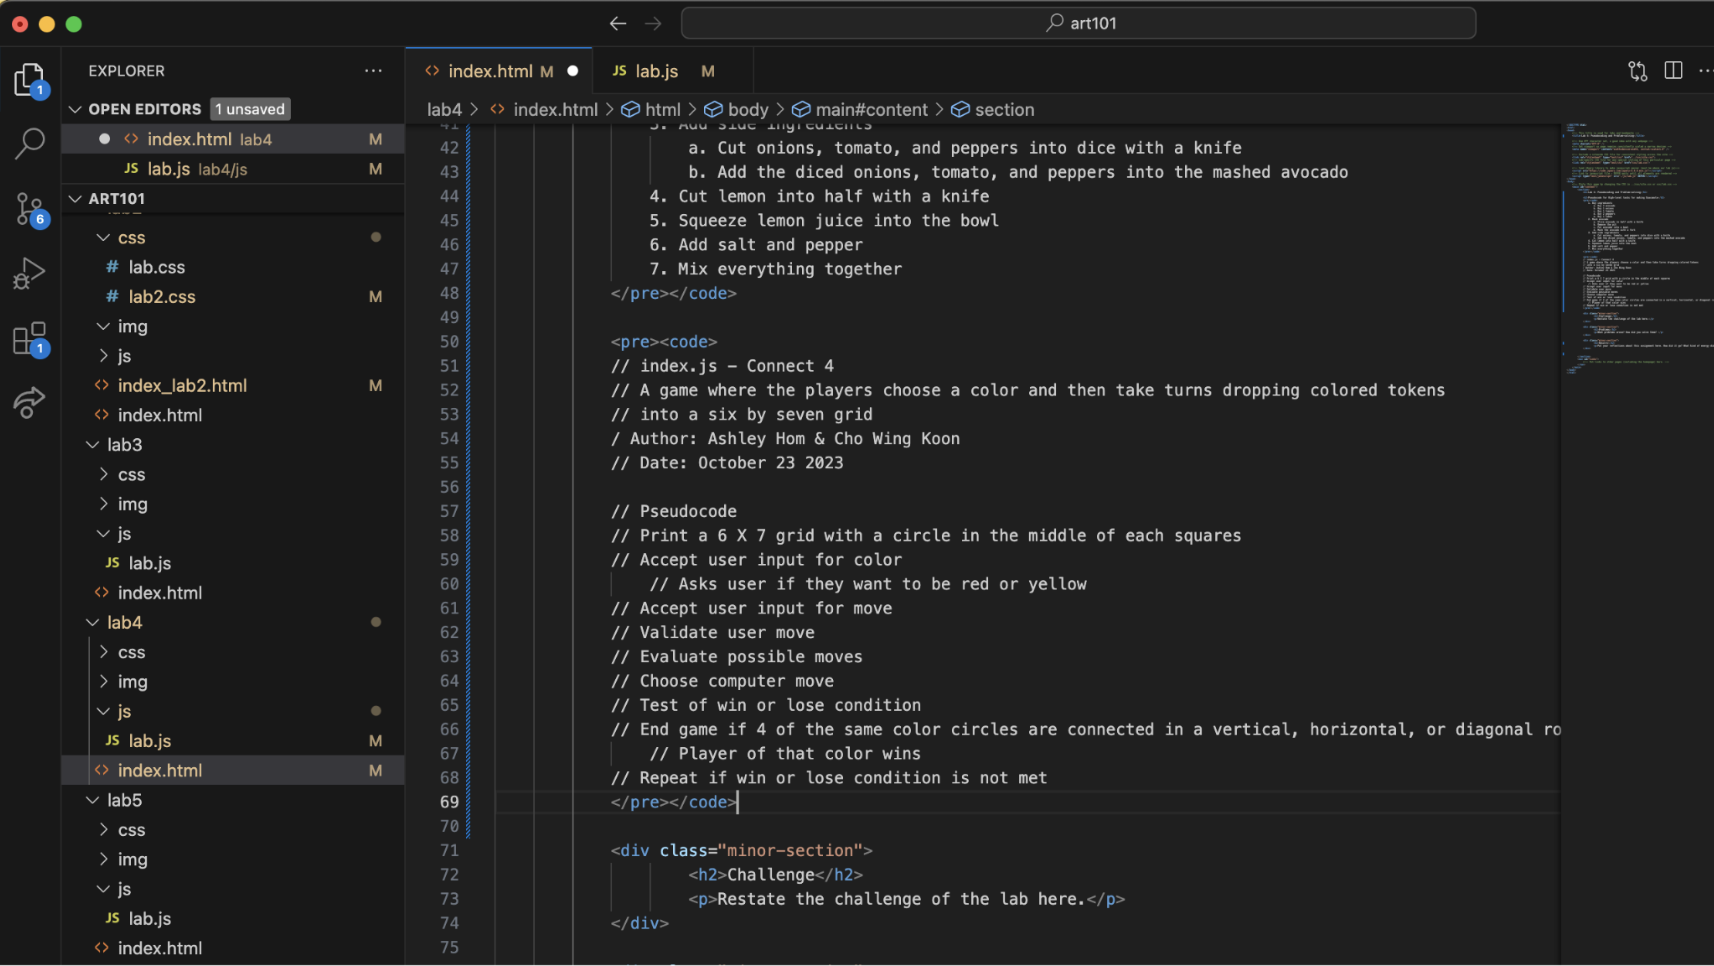 art101
EXPLORER
OPEN EDITORS 1 unsaved
index.html lab4 M
JS lab.js lab4/js M
ART101
css
# lab.css
# lab2.css M
img
js
index_lab2.html M
index.html
lab3
css
img
js
JS lab.js
index.html
lab4
css
img
js
JS lab.js M
index.html M
lab5
css
img
js
JS lab.js
index.html
1
6
1
index.html M
JS lab.js M
lab4 > index.html > html > body > main#content > section
41 3. Add side ingredients
42 a. Cut onions, tomato, and peppers into dice with a knife
43 b. Add the diced onions, tomato, and peppers into the mashed avocado
44 4. Cut lemon into half with a knife
45 5. Squeeze lemon juice into the bowl
46 6. Add salt and pepper
47 7. Mix everything together
48 </pre></code>
49
50 <pre><code>
51 // index.js - Connect 4
52 // A game where the players choose a color and then take turns dropping colored tokens
53 // into a six by seven grid
54 / Author: Ashley Hom & Cho Wing Koon
55 // Date: October 23 2023
56
57 // Pseudocode
58 // Print a 6 X 7 grid with a circle in the middle of each squares
59 // Accept user input for color
60 // Asks user if they want to be red or yellow
61 // Accept user input for move
62 // Validate user move
63 // Evaluate possible moves
64 // Choose computer move
65 // Test of win or lose condition
66 // End game if 4 of the same color circles are connected in a vertical, horizontal, or diagonal ro
67 // Player of that color wins
68 // Repeat if win or lose condition is not met
69 </pre></code>
70
71 <div class="minor-section">
72 <h2>Challenge</h2>
73 <p>Restate the challenge of the lab here.</p>
74 </div>
75